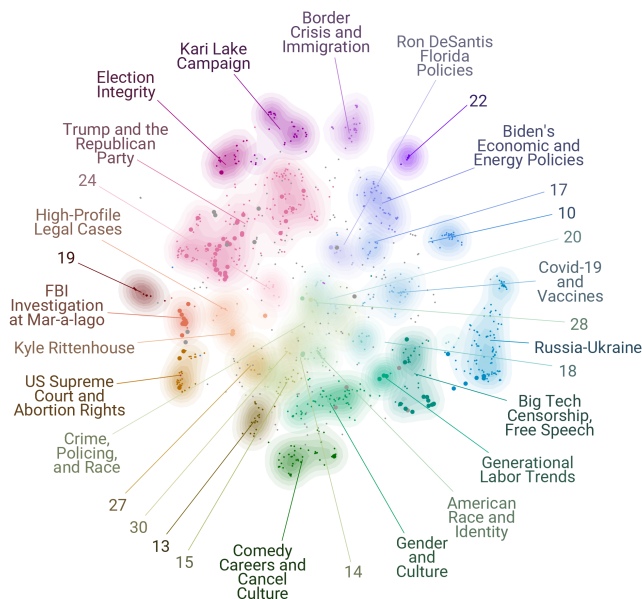 Border
Crisis and
Immigration
Ron DeSantis
Florida
Policies
Kari Lake
Campaign
Election
Integrity
22
Trump and the
Republican
Party
Biden's
Economic and
Energy Policies
24
17
High-Profile
Legal Cases
10
20
19
Covid-19
and
Vaccines
FBI
Investigation
at Mar-a-lago
28
Kyle Rittenhouse
Russia-Ukraine
18
US Supreme
Court and
Abortion Rights
Big Tech
Censorship,
Free Speech
Crime,
Policing,
and Race
Generational
Labor Trends
27
American
Race and
Identity
30
13
15
Comedy
Careers and
Cancel
Culture
14
Gender
and
Culture